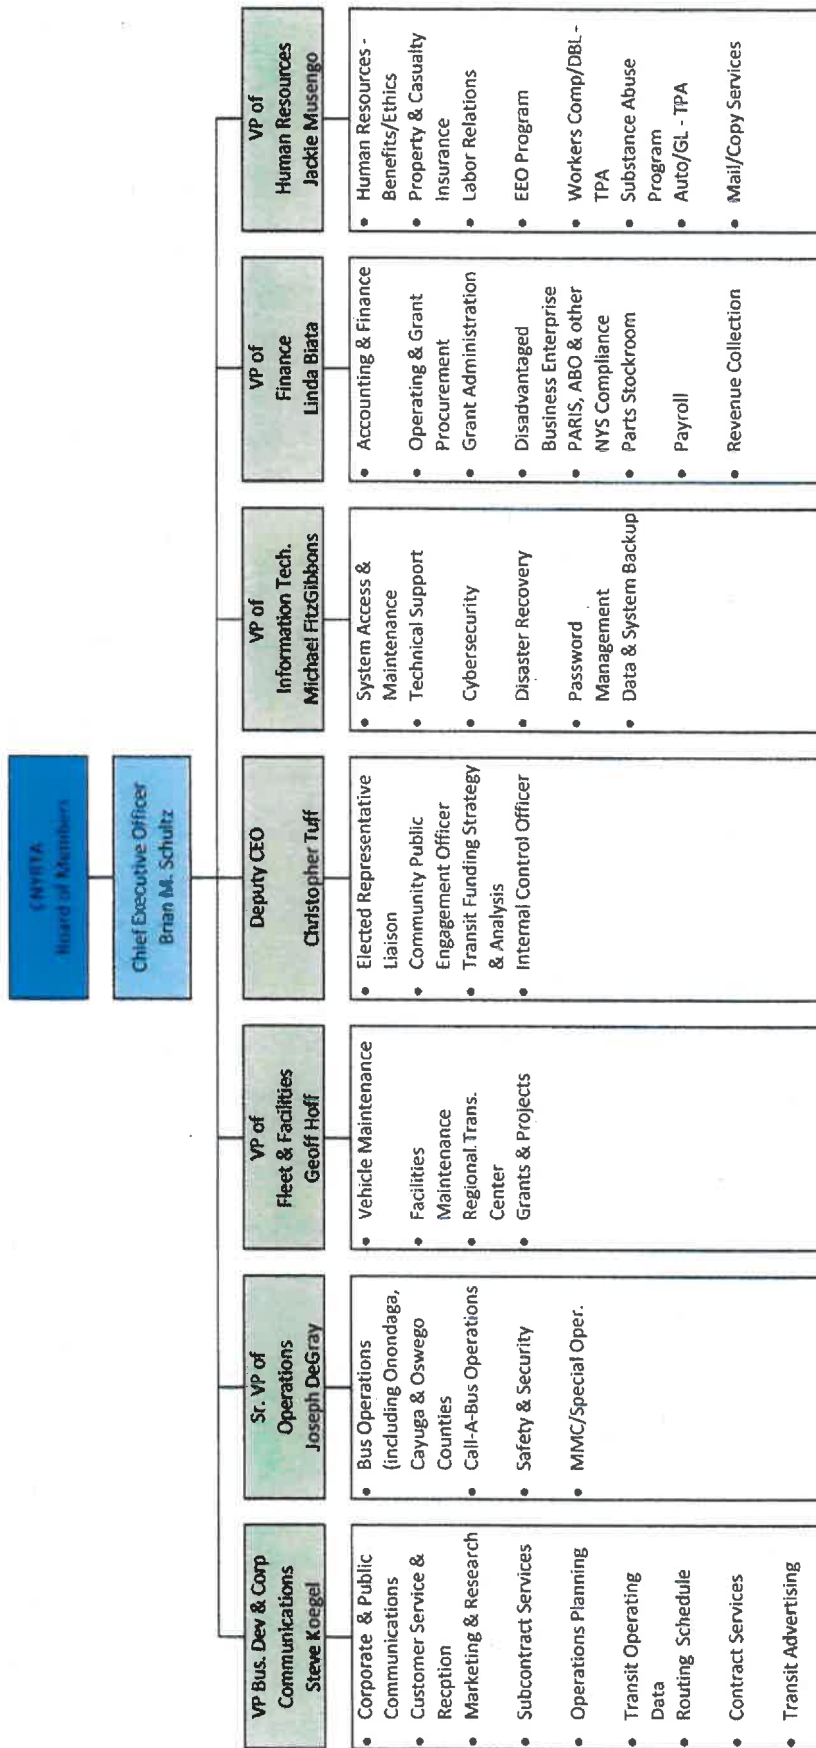 CNYRTA
Board of Members
Chief Executive Officer
Brian M. Schultz
VP Bus. Dev & Corp
Communications
Steve Koegel
• Corporate & Public
Communications
• Customer Service &
Recption
• Marketing & Research
• Subcontract Services
• Operations Planning
• Transit Operating
Data
• Routing Schedule
• Contract Services
• Transit Advertising
Sr. VP of
Operations
Joseph DeGray
• Bus Operations
(including Onondaga,
Cayuga & Oswego
Counties
• Call-A-Bus Operations
• Safety & Security
• MMC/Special Oper.
VP of
Fleet & Facilities
Geoff Hoff
• Vehicle Maintenance
• Facilities
Maintenance
• Regional.Trans.
Center
• Grants & Projects
Deputy CEO
Christopher Tuff
• Elected Representative
Liaison
• Community Public
Engagement Officer
• Transit Funding Strategy
& Analysis
• Internal Control Officer
VP of
Information Tech.
Michael FitzGibbons
• System Access &
Maintenance
• Technical Support
• Cybersecurity
• Disaster Recovery
• Password
Management
• Data & System Backup
VP of
Finance
Linda Biata
• Accounting & Finance
• Operating & Grant
Procurement
• Grant Administration
• Disadvantaged
Business Enterprise
• PARIS, ABO & other
NYS Compliance
• Parts Stockroom
• Payroll
• Revenue Collection
VP of
Human Resources
Jackie Musengo
• Human Resources -
Benefits/Ethics
• Property & Casualty
Insurance
• Labor Relations
• EEO Program
• Workers Comp/DBL -
TPA
• Substance Abuse
Program
• Auto/GL - TPA
• Mail/Copy Services